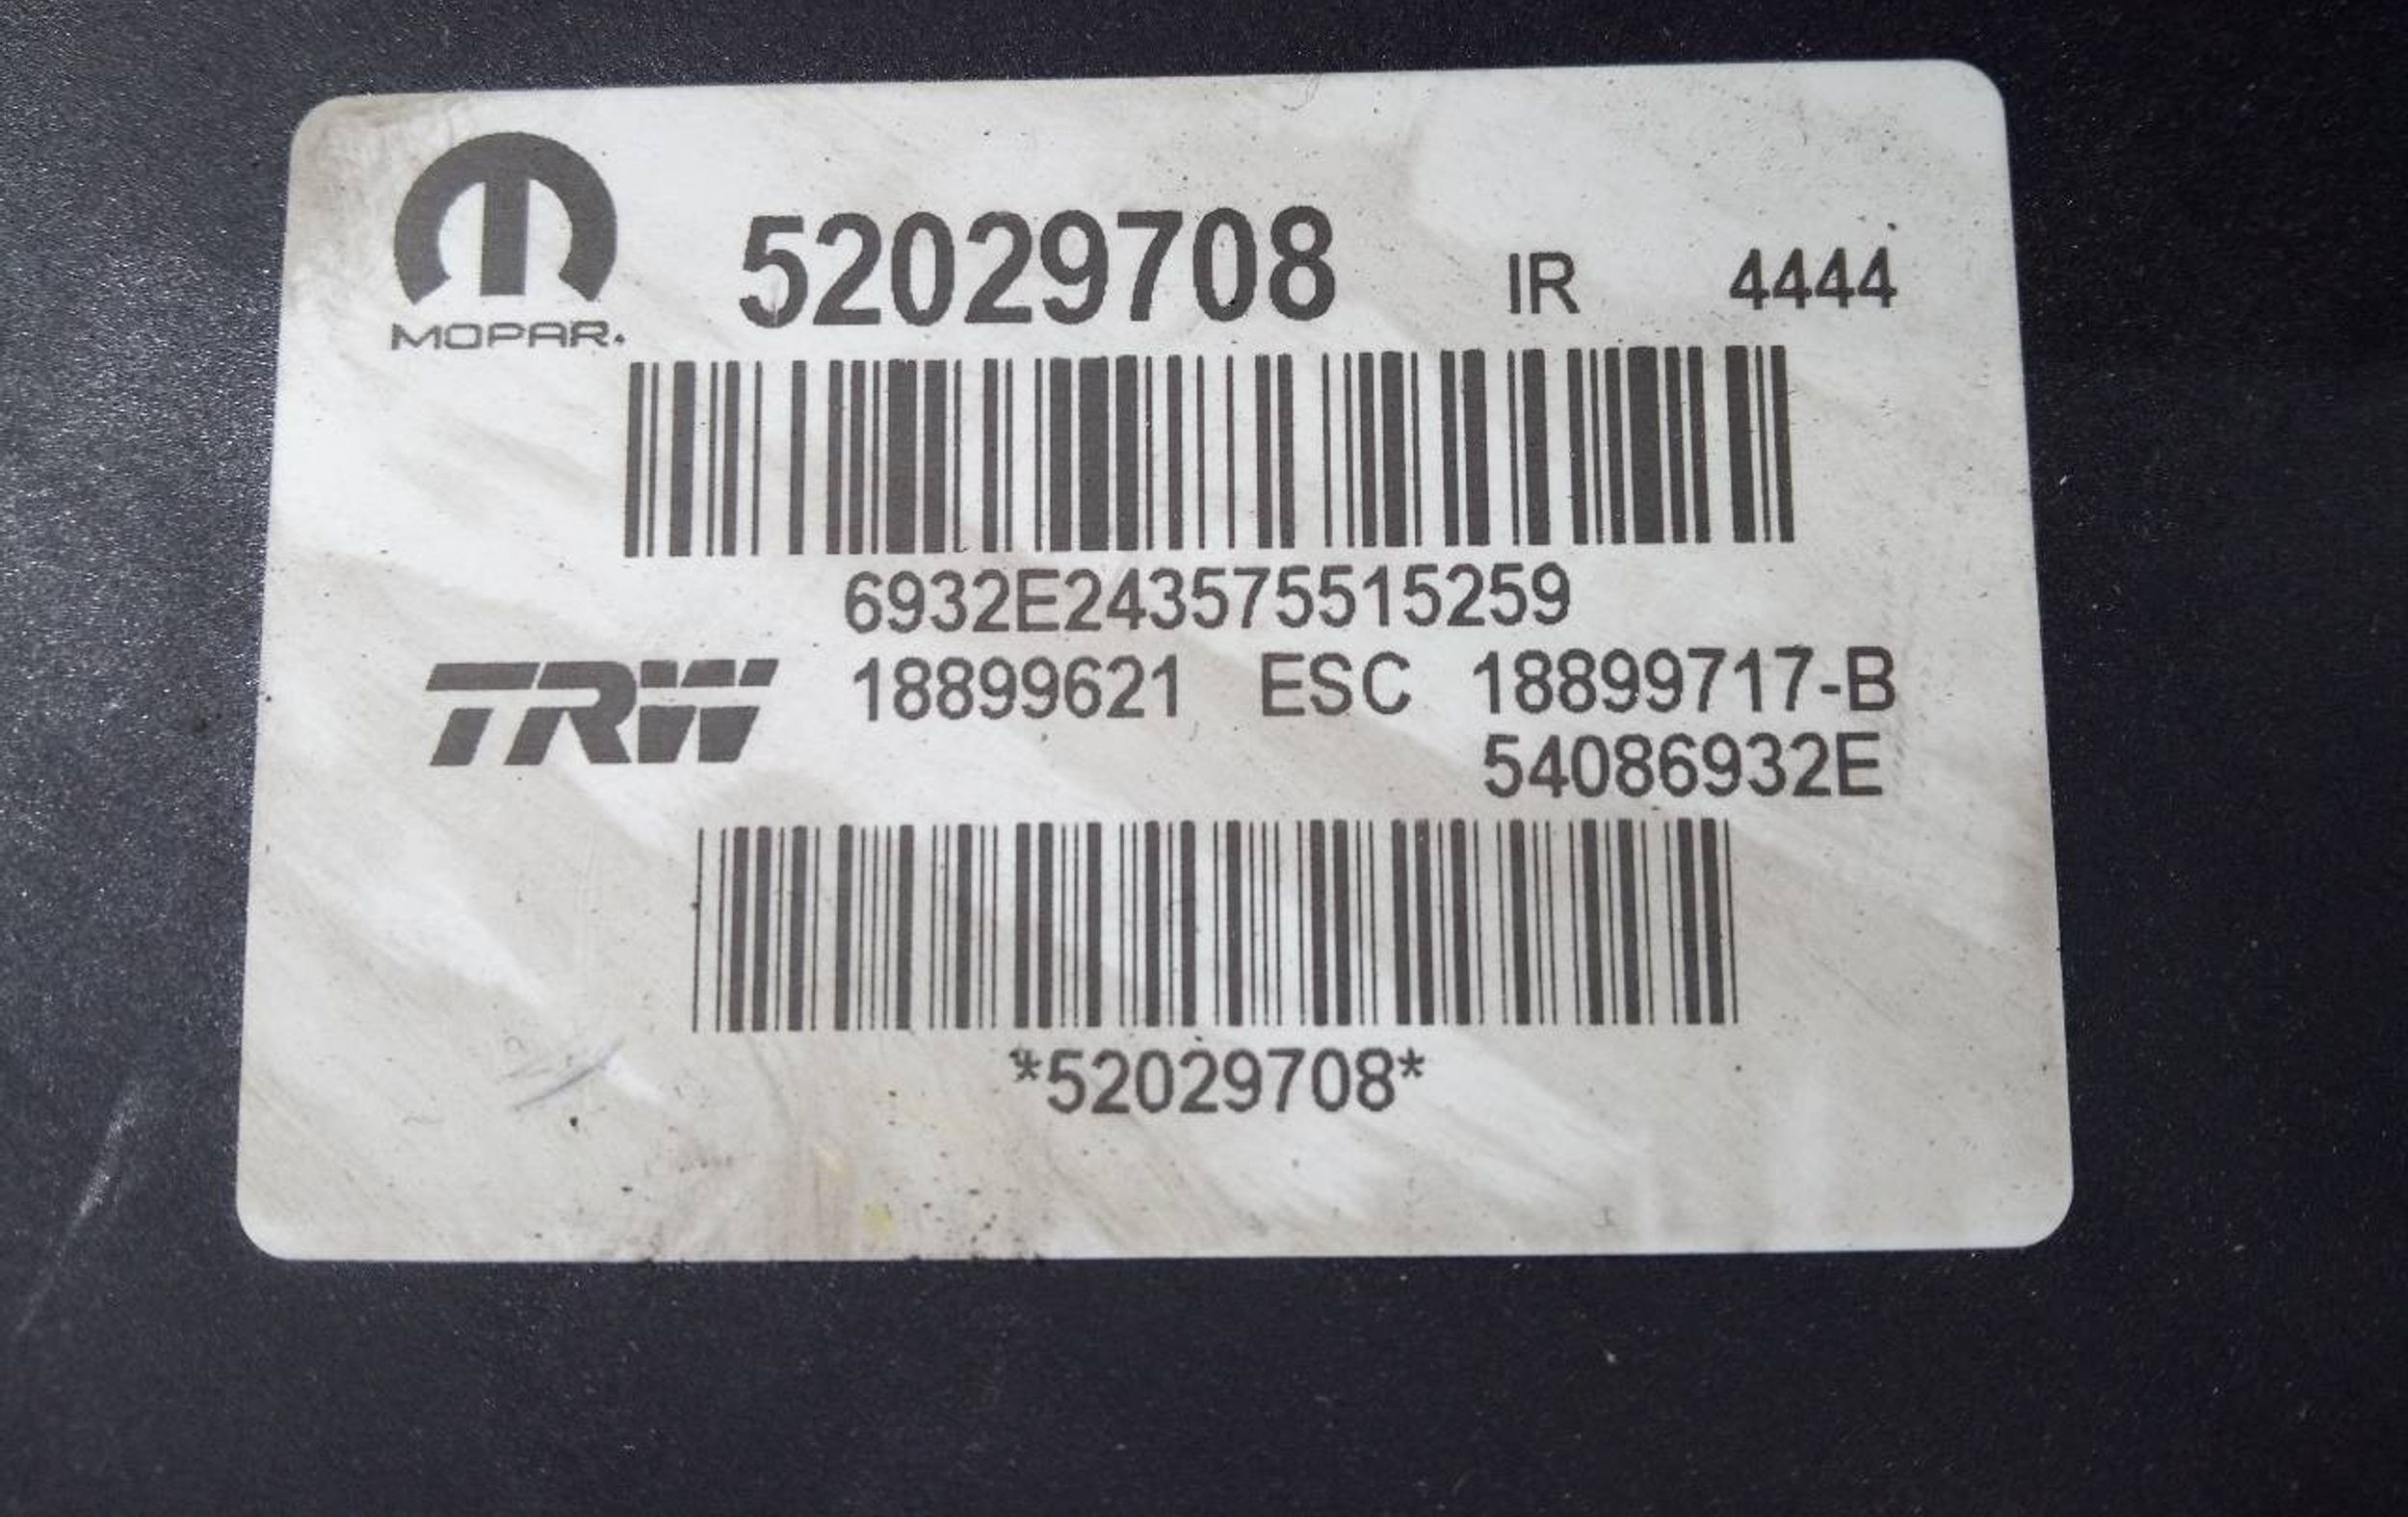 52029708 IR 4444
MOPAR.
6932E243575515259
TRW 18899621 ESC 18899717-B
54086932E
*52029708*